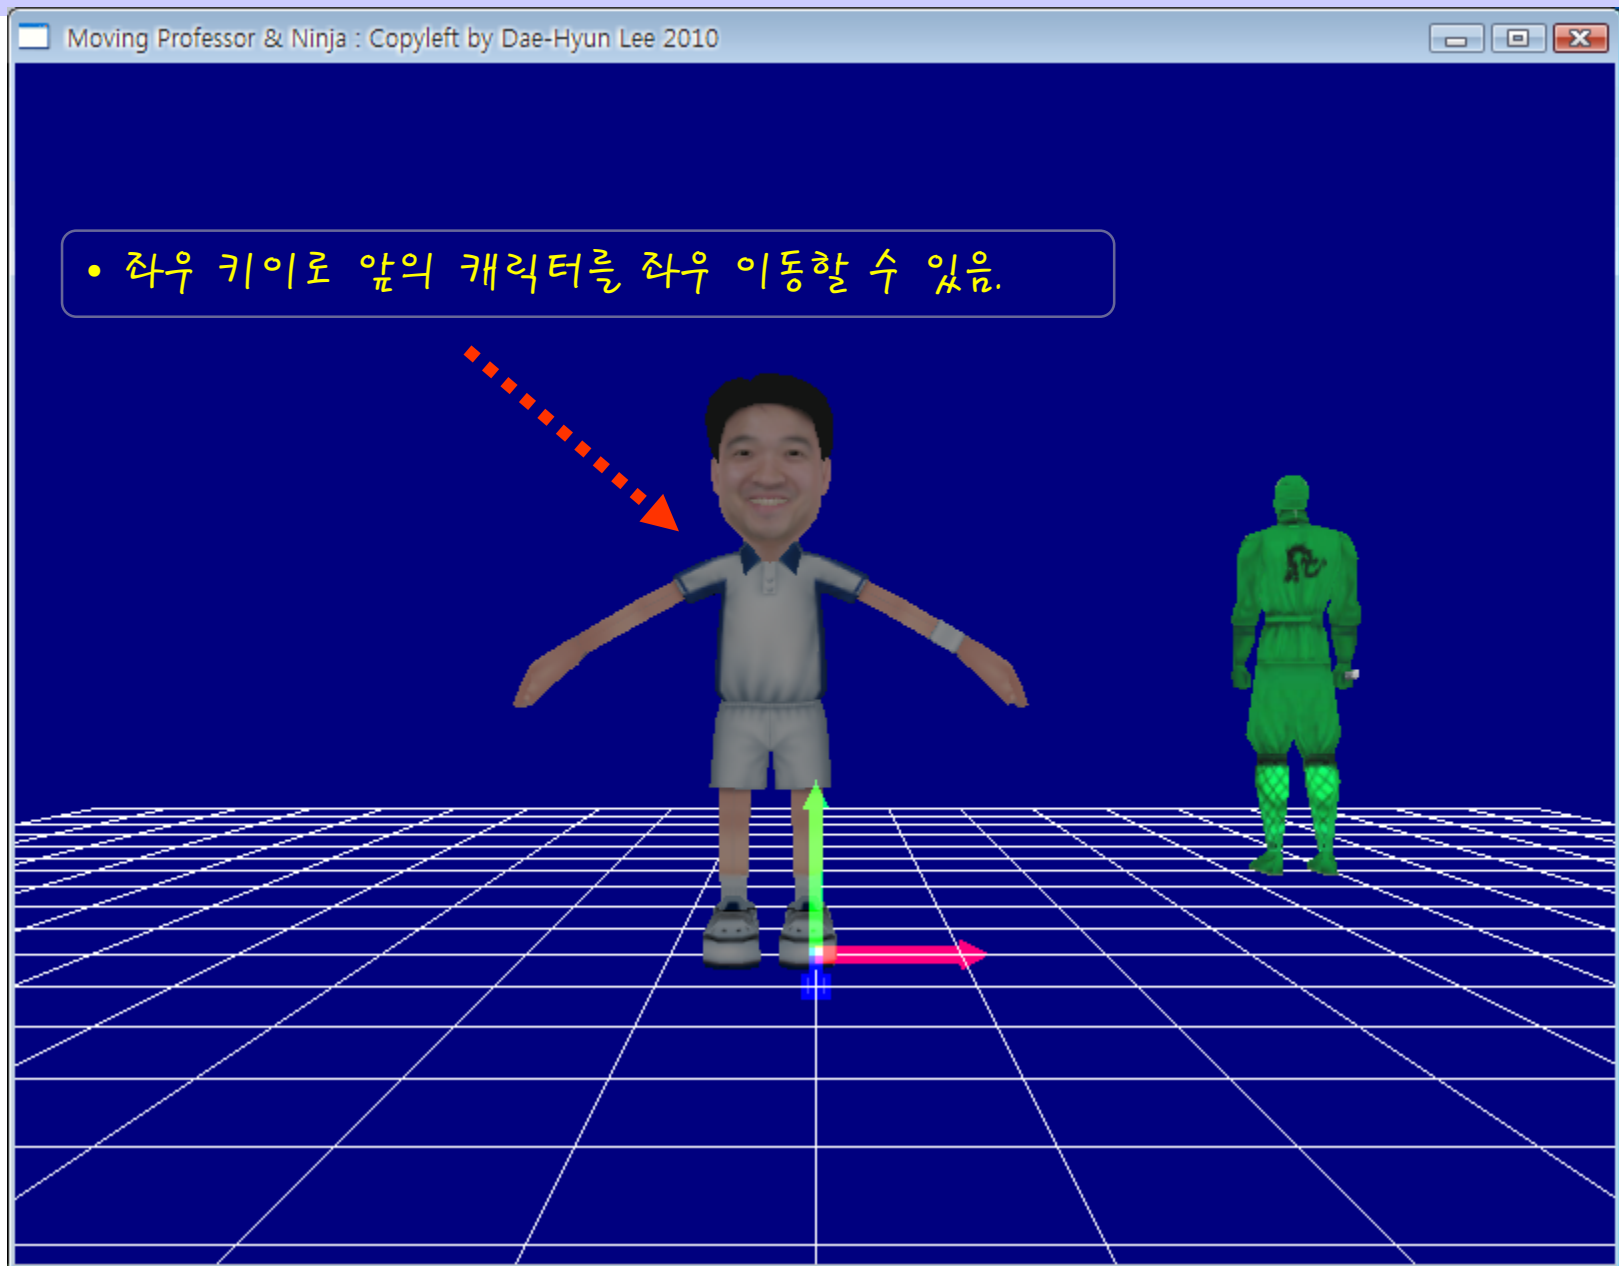 Moving Professor & Ninja : Copyleft by Dae-Hyun Lee 2010
• 좌우 키이로 앞의 캐릭터를 좌우 이동할 수 있음.